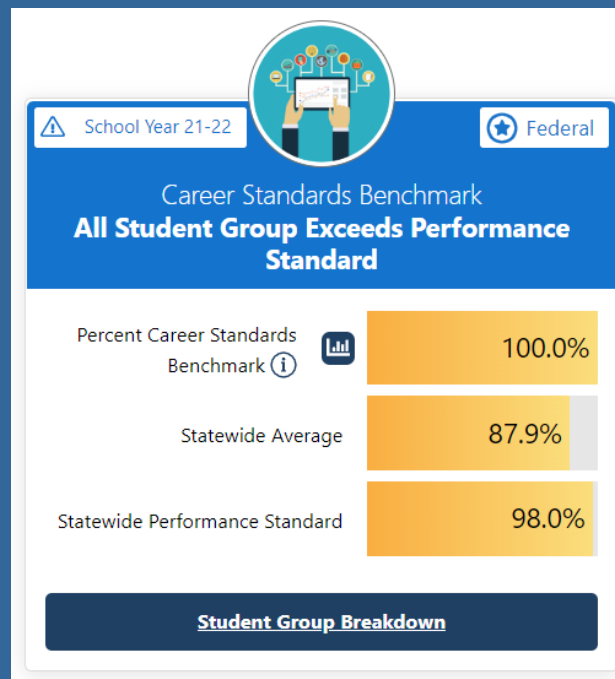 School Year 21-22
Federal
Career Standards Benchmark
All Student Group Exceeds Performance
Standard
Percent Career Standards
Benchmark
100.0%
Statewide Average
87.9%
Statewide Performance Standard
98.0%
Student Group Breakdown